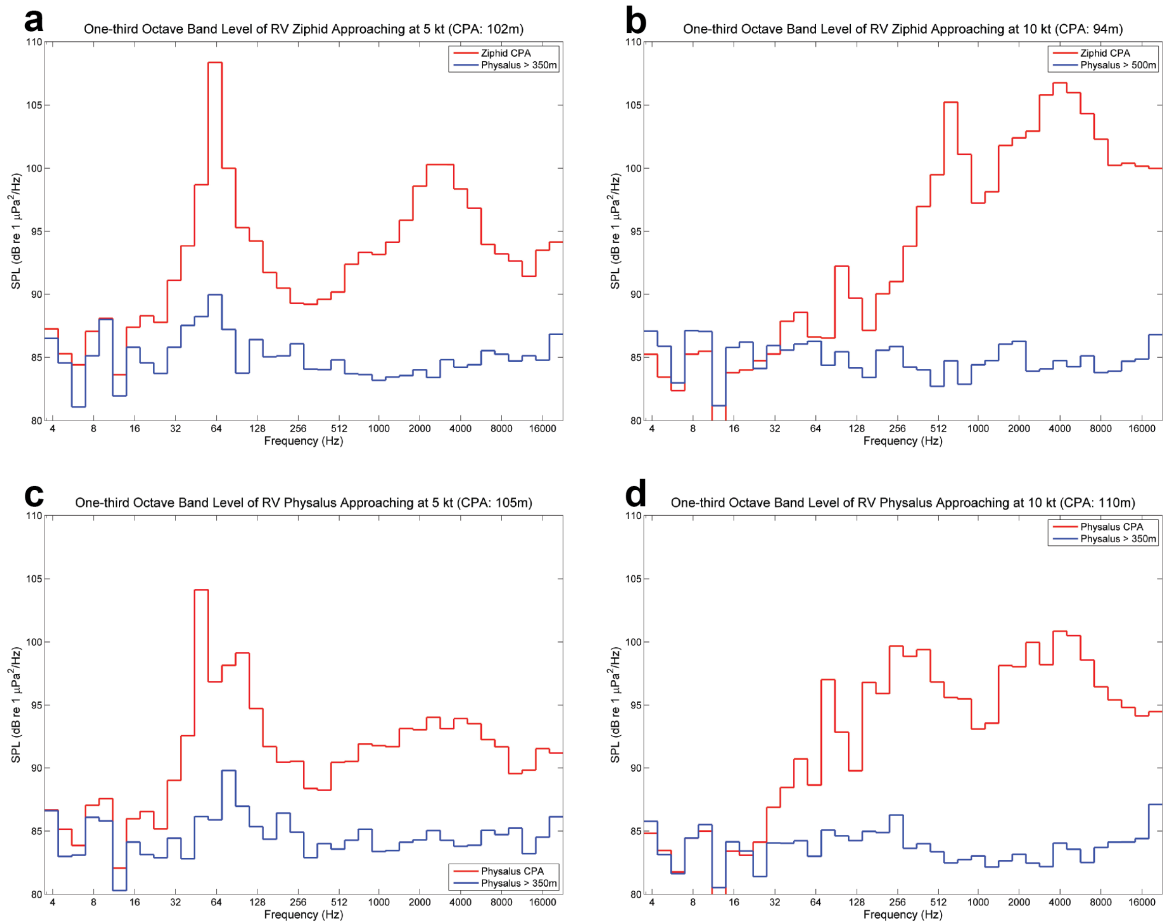 a
One-third Octave Band Level of RV Ziphid Approaching at 5 kt (CPA: 102m)
Ziphid CPA
Physalus > 350m
SPL (dB re 1 µPa²/Hz)
110
105
100
95
90
85
80
4 8 16 32 64 128 256 512 1000 2000 4000 8000 16000
Frequency (Hz)
b
One-third Octave Band Level of RV Ziphid Approaching at 10 kt (CPA: 94m)
Ziphid CPA
Physalus > 500m
SPL (dB re 1 µPa²/Hz)
110
105
100
95
90
85
80
4 8 16 32 64 128 256 512 1000 2000 4000 8000 16000
Frequency (Hz)
c
One-third Octave Band Level of RV Physalus Approaching at 5 kt (CPA: 105m)
SPL (dB re 1 µPa²/Hz)
110
105
100
95
90
85
80
Physalus CPA
Physalus > 350m
4 8 16 32 64 128 256 512 1000 2000 4000 8000 16000
Frequency (Hz)
d
One-third Octave Band Level of RV Physalus Approaching at 10 kt (CPA: 110m)
Physalus CPA
Physalus > 350m
SPL (dB re 1 µPa²/Hz)
110
105
100
95
90
85
80
4 8 16 32 64 128 256 512 1000 2000 4000 8000 16000
Frequency (Hz)